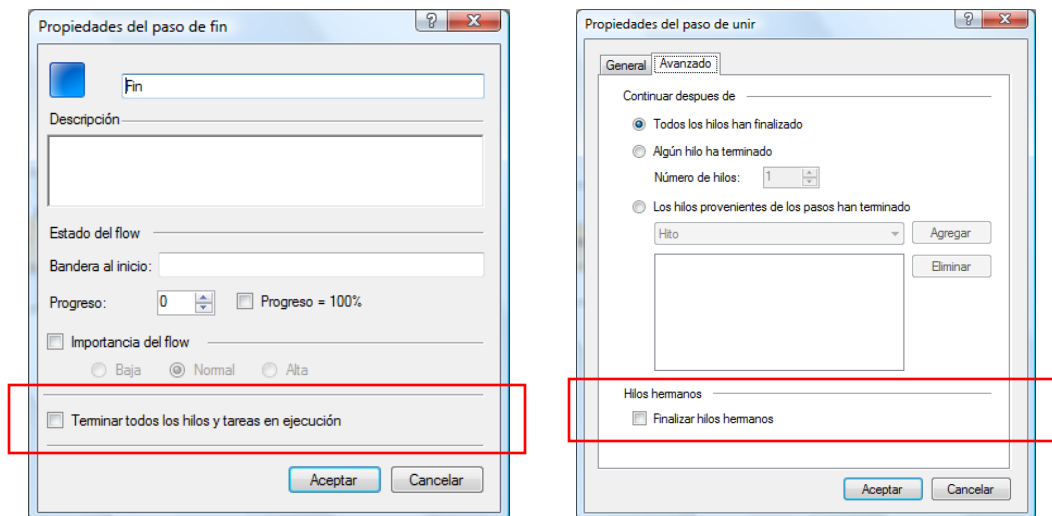 Propiedades del paso de fin
Fin
Descripción
Estado del flow
Bandera al inicio:
Progreso: 0 Progreso = 100%
Importancia del flow
Baja Normal Alta
Terminar todos los hilos y tareas en ejecución
Aceptar Cancelar
Propiedades del paso de unir
General Avanzado
Continuar despues de
Todos los hilos han finalizado
Algún hilo ha terminado
Número de hilos: 1
Los hilos provenientes de los pasos han terminado
Hito Agregar
Eliminar
Hilos hermanos
Finalizar hilos hermanos
Aceptar Cancelar